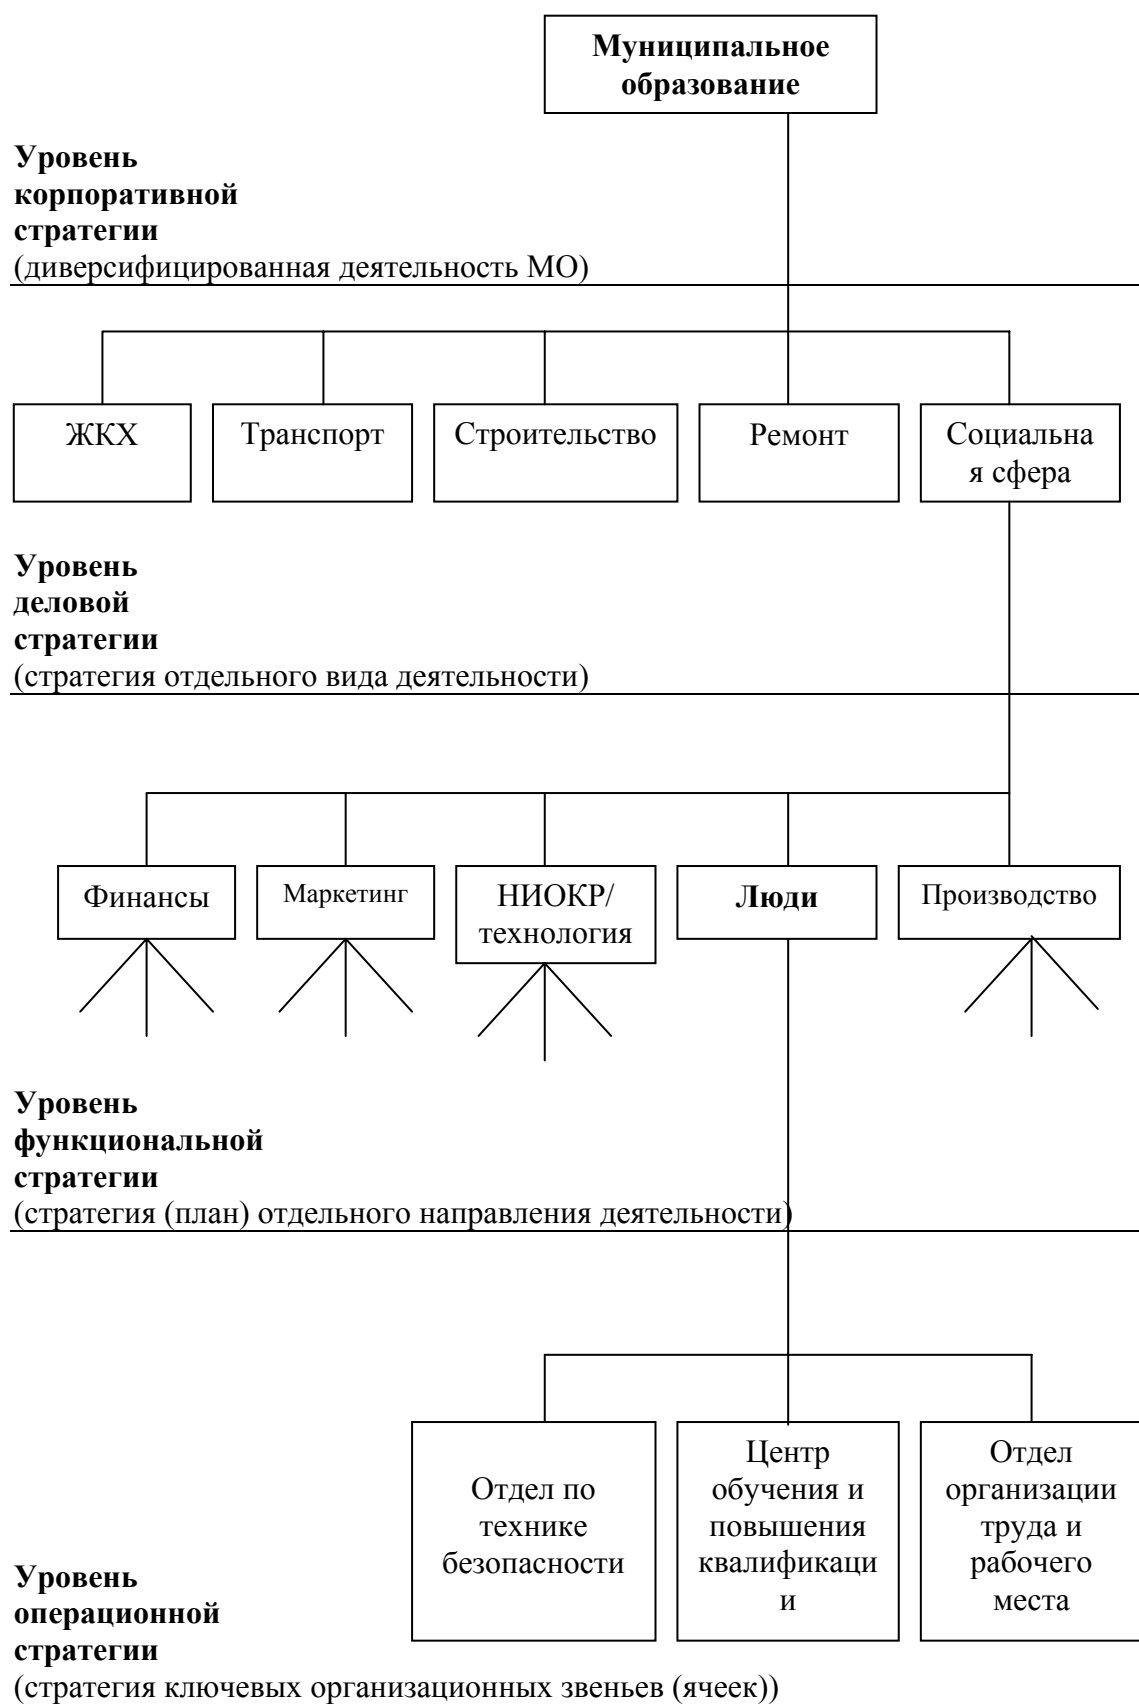 Муниципальное
образование
Уровень
корпоративной
стратегии
(диверсифицированная деятельность МО)
ЖКХ
Транспорт
Строительство
Ремонт
Социальна
я сфера
Уровень
деловой
стратегии
(стратегия отдельного вида деятельности)
Финансы
Маркетинг
НИОКР/
технология
Люди
Производство
Уровень
функциональной
стратегии
(стратегия (план) отдельного направления деятельности)
Отдел по
технике
безопасности
Центр
обучения и
повышения
квалификаци
и
Отдел
организации
труда и
рабочего
места
Уровень
операционной
стратегии
(стратегия ключевых организационных звеньев (ячеек))